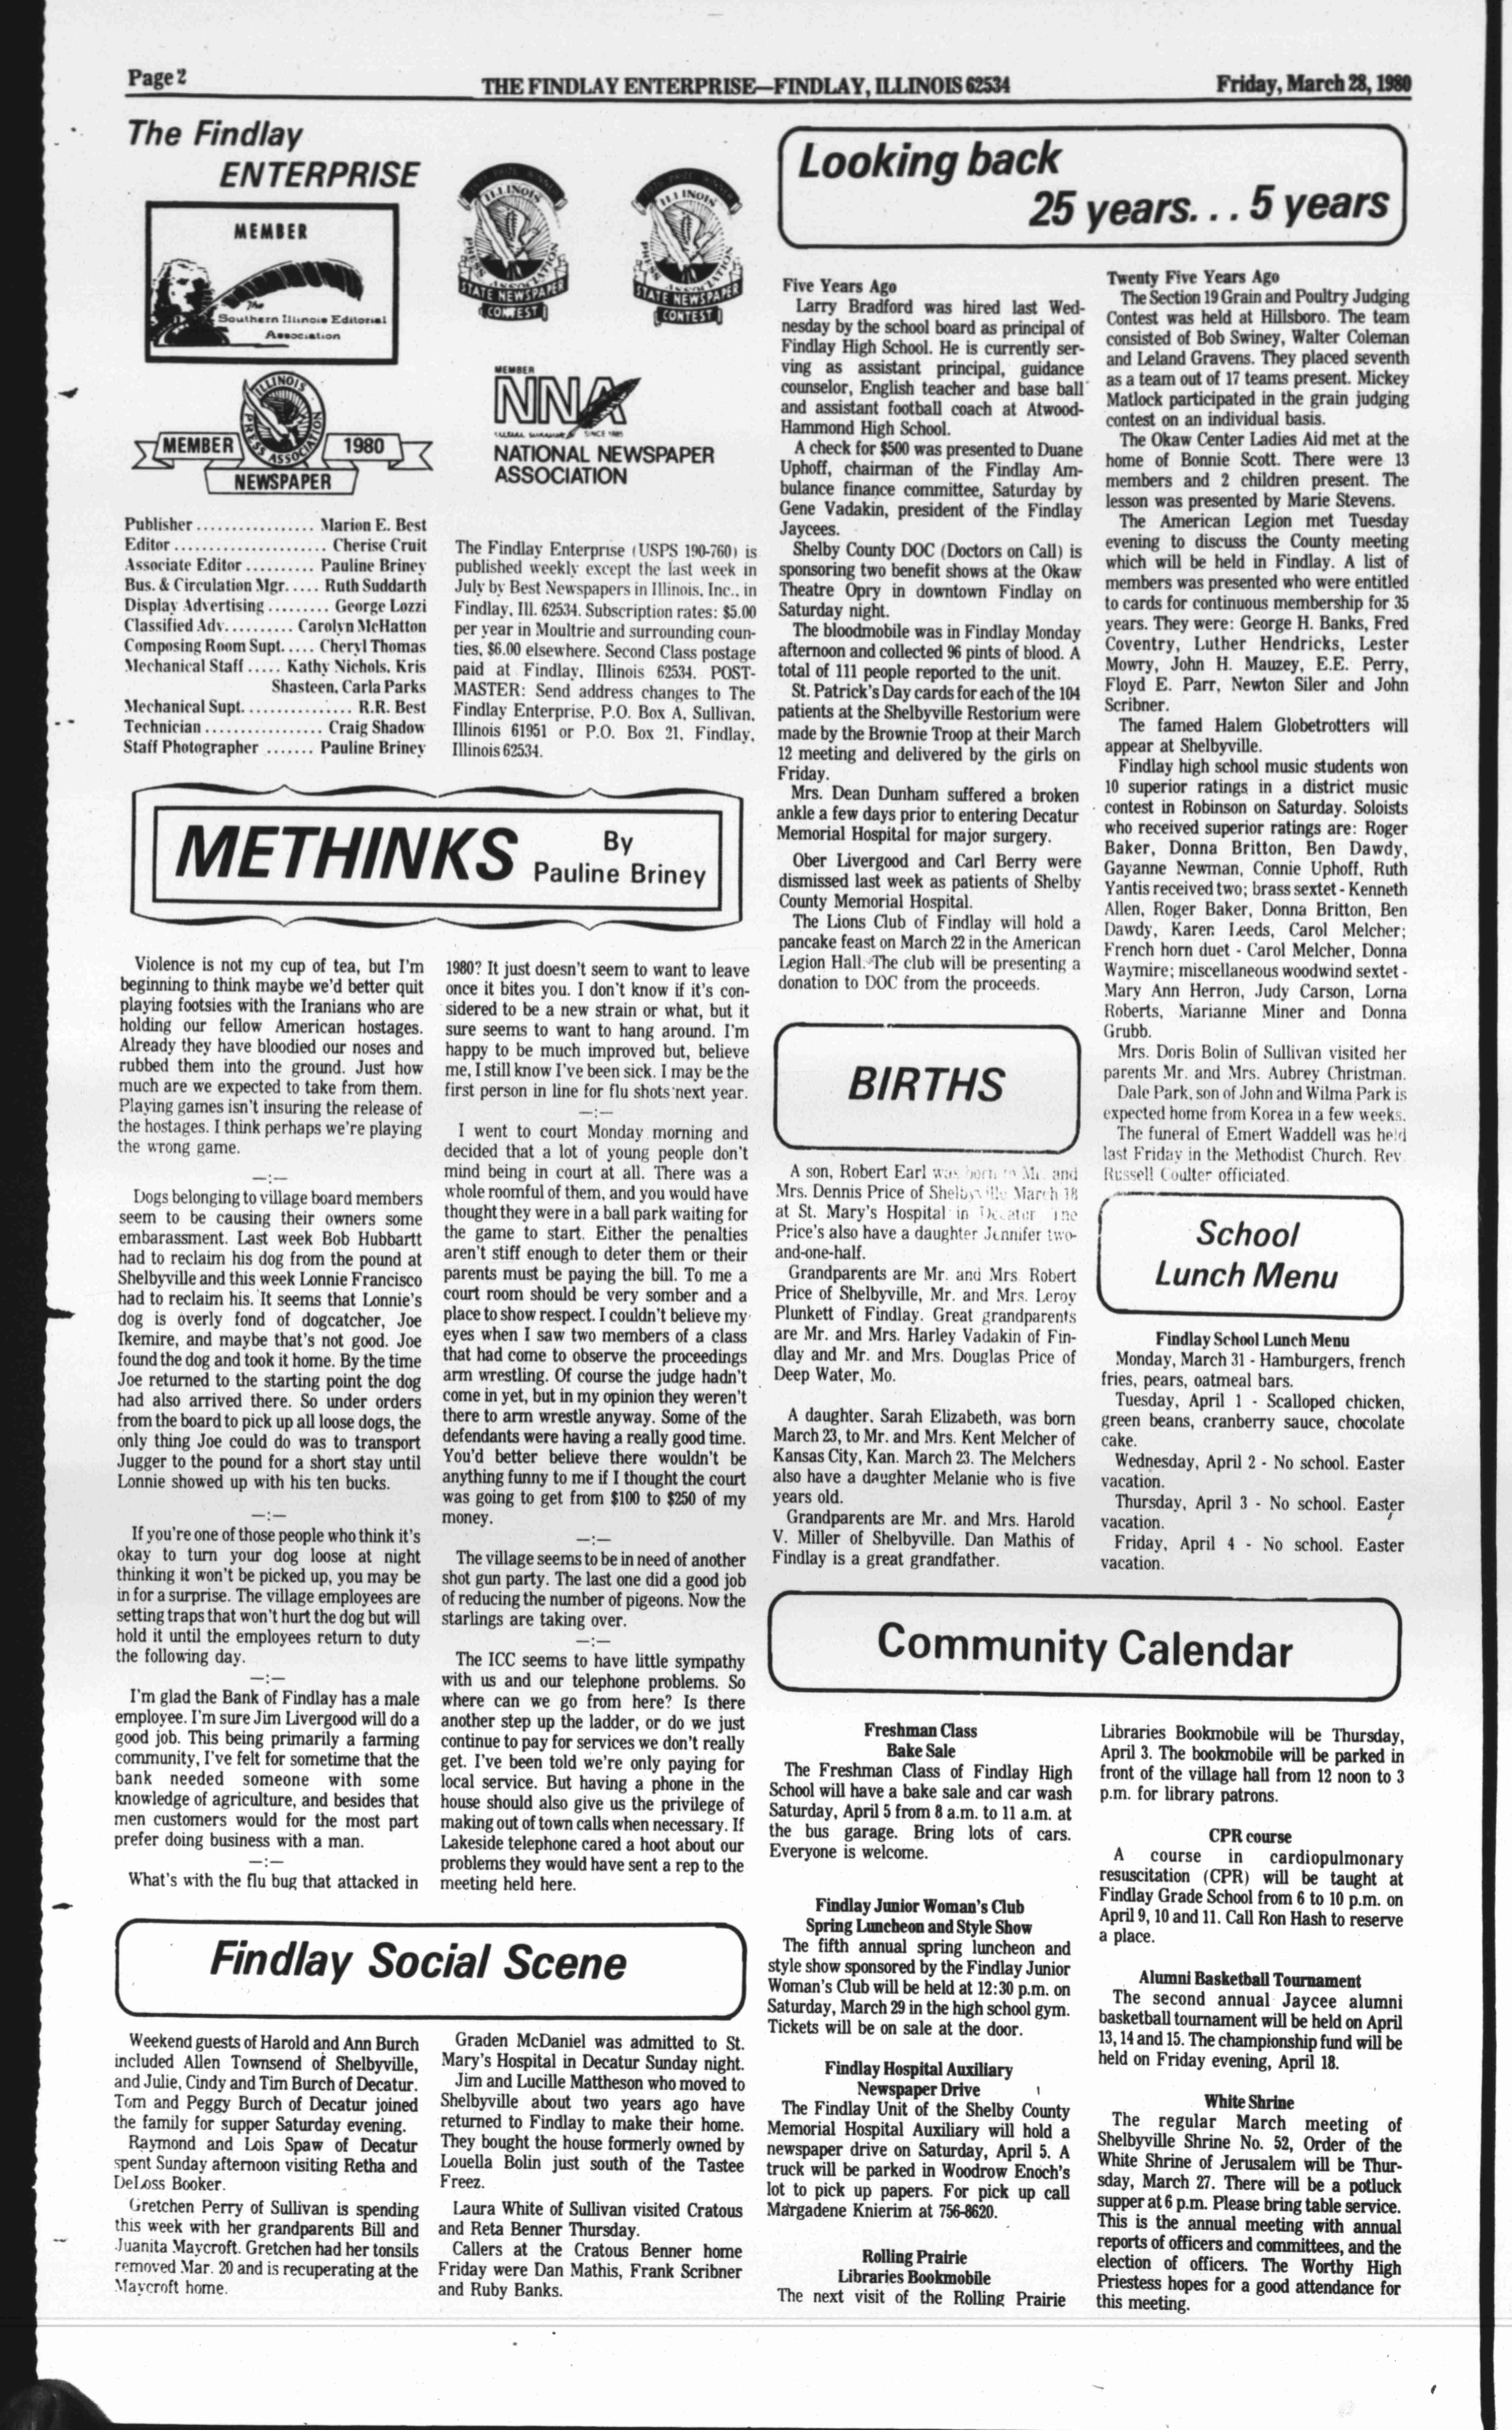 Page 2
THE FINDLAY ENTERPRISE—FINDLAY, ILLINOIS 62534
Friday, March 28, 1980
The Findlay
ENTERPRISE
MEMBER
The
Southern Illinois Editorial
Association
ILLINOIS
PRESS ASSOCIATION
STATE NEWSPAPER
CONTEST
ILLINOIS
PRESS ASSOCIATION
STATE NEWSPAPER
CONTEST
ILLINOIS
PRESS ASSOCIATION
MEMBER
1980
NEWSPAPER
MEMBER
NNA
SINCE 1885
NATIONAL NEWSPAPER
ASSOCIATION
Publisher ................ Marion E. Best
Editor ..................... Cherise Cruit
Associate Editor .......... Pauline Briney
Bus. & Circulation Mgr..... Ruth Suddarth
Display Advertising ......... George Lozzi
Classified Adv.......... Carolyn McHatton
Composing Room Supt..... Cheryl Thomas
Mechanical Staff ..... Kathy Nichols, Kris
Shasteen, Carla Parks
Mechanical Supt............... R.R. Best
Technician ................ Craig Shadow
Staff Photographer ....... Pauline Briney
The Findlay Enterprise (USPS 190-760) is
published weekly except the last week in
July by Best Newspapers in Illinois, Inc., in
Findlay, Ill. 62534. Subscription rates: $5.00
per year in Moultrie and surrounding coun-
ties, $6.00 elsewhere. Second Class postage
paid at Findlay, Illinois 62534. POST-
MASTER: Send address changes to The
Findlay Enterprise, P.O. Box A, Sullivan,
Illinois 61951 or P.O. Box 21, Findlay,
Illinois 62534.
METHINKS
By
Pauline Briney
Violence is not my cup of tea, but I'm
beginning to think maybe we'd better quit
playing footsies with the Iranians who are
holding our fellow American hostages.
Already they have bloodied our noses and
rubbed them into the ground. Just how
much are we expected to take from them.
Playing games isn't insuring the release of
the hostages. I think perhaps we're playing
the wrong game.
—:—
Dogs belonging to village board members
seem to be causing their owners some
embarassment. Last week Bob Hubbartt
had to reclaim his dog from the pound at
Shelbyville and this week Lonnie Francisco
had to reclaim his. It seems that Lonnie's
dog is overly fond of dogcatcher, Joe
Ikemire, and maybe that's not good. Joe
found the dog and took it home. By the time
Joe returned to the starting point the dog
had also arrived there. So under orders
from the board to pick up all loose dogs, the
only thing Joe could do was to transport
Jugger to the pound for a short stay until
Lonnie showed up with his ten bucks.
—:—
If you're one of those people who think it's
okay to turn your dog loose at night
thinking it won't be picked up, you may be
in for a surprise. The village employees are
setting traps that won't hurt the dog but will
hold it until the employees return to duty
the following day.
—:—
I'm glad the Bank of Findlay has a male
employee. I'm sure Jim Livergood will do a
good job. This being primarily a farming
community, I've felt for sometime that the
bank needed someone with some
knowledge of agriculture, and besides that
men customers would for the most part
prefer doing business with a man.
—:—
What's with the flu bug that attacked in
1980? It just doesn't seem to want to leave
once it bites you. I don't know if it's con-
sidered to be a new strain or what, but it
sure seems to want to hang around. I'm
happy to be much improved but, believe
me, I still know I've been sick. I may be the
first person in line for flu shots next year.
—:—
I went to court Monday morning and
decided that a lot of young people don't
mind being in court at all. There was a
whole roomful of them, and you would have
thought they were in a ball park waiting for
the game to start. Either the penalties
aren't stiff enough to deter them or their
parents must be paying the bill. To me a
court room should be very somber and a
place to show respect. I couldn't believe my
eyes when I saw two members of a class
that had come to observe the proceedings
arm wrestling. Of course the judge hadn't
come in yet, but in my opinion they weren't
there to arm wrestle anyway. Some of the
defendants were having a really good time.
You'd better believe there wouldn't be
anything funny to me if I thought the court
was going to get from $100 to $250 of my
money.
—:—
The village seems to be in need of another
shot gun party. The last one did a good job
of reducing the number of pigeons. Now the
starlings are taking over.
—:—
The ICC seems to have little sympathy
with us and our telephone problems. So
where can we go from here? Is there
another step up the ladder, or do we just
continue to pay for services we don't really
get. I've been told we're only paying for
local service. But having a phone in the
house should also give us the privilege of
making out of town calls when necessary. If
Lakeside telephone cared a hoot about our
problems they would have sent a rep to the
meeting held here.
Findlay Social Scene
Weekend guests of Harold and Ann Burch
included Allen Townsend of Shelbyville,
and Julie, Cindy and Tim Burch of Decatur.
Tom and Peggy Burch of Decatur joined
the family for supper Saturday evening.
Raymond and Lois Spaw of Decatur
spent Sunday afternoon visiting Retha and
DeLoss Booker.
Gretchen Perry of Sullivan is spending
this week with her grandparents Bill and
Juanita Maycroft. Gretchen had her tonsils
removed Mar. 20 and is recuperating at the
Maycroft home.
Graden McDaniel was admitted to St.
Mary's Hospital in Decatur Sunday night.
Jim and Lucille Mattheson who moved to
Shelbyville about two years ago have
returned to Findlay to make their home.
They bought the house formerly owned by
Louella Bolin just south of the Tastee
Freez.
Laura White of Sullivan visited Cratous
and Reta Benner Thursday.
Callers at the Cratous Benner home
Friday were Dan Mathis, Frank Scribner
and Ruby Banks.
Looking back
25 years. . . 5 years
Five Years Ago
Larry Bradford was hired last Wed-
nesday by the school board as principal of
Findlay High School. He is currently ser-
ving as assistant principal, guidance
counselor, English teacher and base ball
and assistant football coach at Atwood-
Hammond High School.
A check for $500 was presented to Duane
Uphoff, chairman of the Findlay Am-
bulance finance committee, Saturday by
Gene Vadakin, president of the Findlay
Jaycees.
Shelby County DOC (Doctors on Call) is
sponsoring two benefit shows at the Okaw
Theatre Opry in downtown Findlay on
Saturday night.
The bloodmobile was in Findlay Monday
afternoon and collected 96 pints of blood. A
total of 111 people reported to the unit.
St. Patrick's Day cards for each of the 104
patients at the Shelbyville Restorium were
made by the Brownie Troop at their March
12 meeting and delivered by the girls on
Friday.
Mrs. Dean Dunham suffered a broken
ankle a few days prior to entering Decatur
Memorial Hospital for major surgery.
Ober Livergood and Carl Berry were
dismissed last week as patients of Shelby
County Memorial Hospital.
The Lions Club of Findlay will hold a
pancake feast on March 22 in the American
Legion Hall. The club will be presenting a
donation to DOC from the proceeds.
Twenty Five Years Ago
The Section 19 Grain and Poultry Judging
Contest was held at Hillsboro. The team
consisted of Bob Swiney, Walter Coleman
and Leland Gravens. They placed seventh
as a team out of 17 teams present. Mickey
Matlock participated in the grain judging
contest on an individual basis.
The Okaw Center Ladies Aid met at the
home of Bonnie Scott. There were 13
members and 2 children present. The
lesson was presented by Marie Stevens.
The American Legion met Tuesday
evening to discuss the County meeting
which will be held in Findlay. A list of
members was presented who were entitled
to cards for continuous membership for 35
years. They were: George H. Banks, Fred
Coventry, Luther Hendricks, Lester
Mowry, John H. Mauzey, E.E. Perry,
Floyd E. Parr, Newton Siler and John
Scribner.
The famed Halem Globetrotters will
appear at Shelbyville.
Findlay high school music students won
10 superior ratings in a district music
contest in Robinson on Saturday. Soloists
who received superior ratings are: Roger
Baker, Donna Britton, Ben Dawdy,
Gayanne Newman, Connie Uphoff, Ruth
Yantis received two; brass sextet - Kenneth
Allen, Roger Baker, Donna Britton, Ben
Dawdy, Karen Leeds, Carol Melcher;
French horn duet - Carol Melcher, Donna
Waymire; miscellaneous woodwind sextet -
Mary Ann Herron, Judy Carson, Lorna
Roberts, Marianne Miner and Donna
Grubb.
Mrs. Doris Bolin of Sullivan visited her
parents Mr. and Mrs. Aubrey Christman.
Dale Park, son of John and Wilma Park is
expected home from Korea in a few weeks.
The funeral of Emert Waddell was held
last Friday in the Methodist Church. Rev.
Russell Coulter officiated.
BIRTHS
A son, Robert Earl was born to Mr. and
Mrs. Dennis Price of Shelbyville March 18
at St. Mary's Hospital in Decatur. The
Price's also have a daughter Jennifer two-
and-one-half.
Grandparents are Mr. and Mrs. Robert
Price of Shelbyville, Mr. and Mrs. Leroy
Plunkett of Findlay. Great grandparents
are Mr. and Mrs. Harley Vadakin of Fin-
dlay and Mr. and Mrs. Douglas Price of
Deep Water, Mo.
A daughter, Sarah Elizabeth, was born
March 23, to Mr. and Mrs. Kent Melcher of
Kansas City, Kan. March 23. The Melchers
also have a daughter Melanie who is five
years old.
Grandparents are Mr. and Mrs. Harold
V. Miller of Shelbyville. Dan Mathis of
Findlay is a great grandfather.
School
Lunch Menu
Findlay School Lunch Menu
Monday, March 31 - Hamburgers, french
fries, pears, oatmeal bars.
Tuesday, April 1 - Scalloped chicken,
green beans, cranberry sauce, chocolate
cake.
Wednesday, April 2 - No school. Easter
vacation.
Thursday, April 3 - No school. Easter
vacation.
Friday, April 4 - No school. Easter
vacation.
Community Calendar
Freshman Class
Bake Sale
The Freshman Class of Findlay High
School will have a bake sale and car wash
Saturday, April 5 from 8 a.m. to 11 a.m. at
the bus garage. Bring lots of cars.
Everyone is welcome.
Findlay Junior Woman's Club
Spring Luncheon and Style Show
The fifth annual spring luncheon and
style show sponsored by the Findlay Junior
Woman's Club will be held at 12:30 p.m. on
Saturday, March 29 in the high school gym.
Tickets will be on sale at the door.
Findlay Hospital Auxiliary
Newspaper Drive
The Findlay Unit of the Shelby County
Memorial Hospital Auxiliary will hold a
newspaper drive on Saturday, April 5. A
truck will be parked in Woodrow Enoch's
lot to pick up papers. For pick up call
Margadene Knierim at 756-8620.
Rolling Prairie
Libraries Bookmobile
The next visit of the Rolling Prairie
Libraries Bookmobile will be Thursday,
April 3. The bookmobile will be parked in
front of the village hall from 12 noon to 3
p.m. for library patrons.
CPR course
A course in cardiopulmonary
resuscitation (CPR) will be taught at
Findlay Grade School from 6 to 10 p.m. on
April 9, 10 and 11. Call Ron Hash to reserve
a place.
Alumni Basketball Tournament
The second annual Jaycee alumni
basketball tournament will be held on April
13, 14 and 15. The championship fund will be
held on Friday evening, April 18.
White Shrine
The regular March meeting of
Shelbyville Shrine No. 52, Order of the
White Shrine of Jerusalem will be Thur-
sday, March 27. There will be a potluck
supper at 6 p.m. Please bring table service.
This is the annual meeting with annual
reports of officers and committees, and the
election of officers. The Worthy High
Priestess hopes for a good attendance for
this meeting.